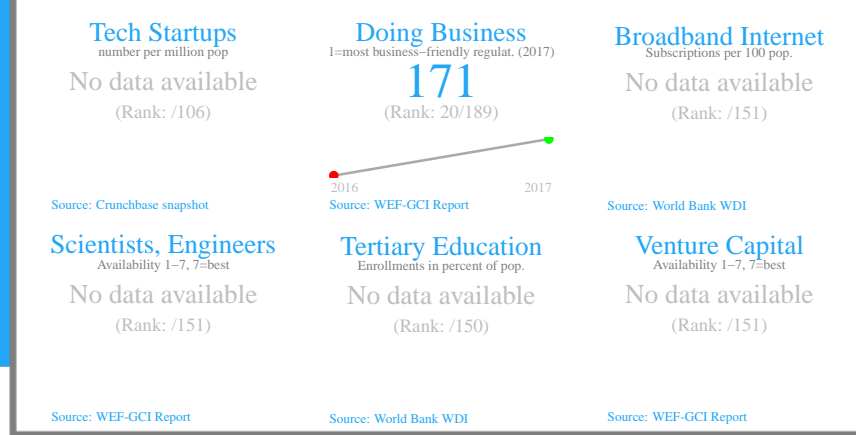 Tech Startups
number per million pop
No data available
(Rank: /106)
Source: Crunchbase snapshot
Doing Business
1=most business−friendly regulat. (2017)
171
(Rank: 20/189)
2016 2017
Source: WEF-GCI Report
Broadband Internet
Subscriptions per 100 pop.
No data available
(Rank: /151)
Source: World Bank WDI
Scientists, Engineers
Availability 1−7, 7=best
No data available
(Rank: /151)
Source: WEF-GCI Report
Tertiary Education
Enrollments in percent of pop.
No data available
(Rank: /150)
Source: World Bank WDI
Venture Capital
Availability 1−7, 7=best
No data available
(Rank: /151)
Source: WEF-GCI Report